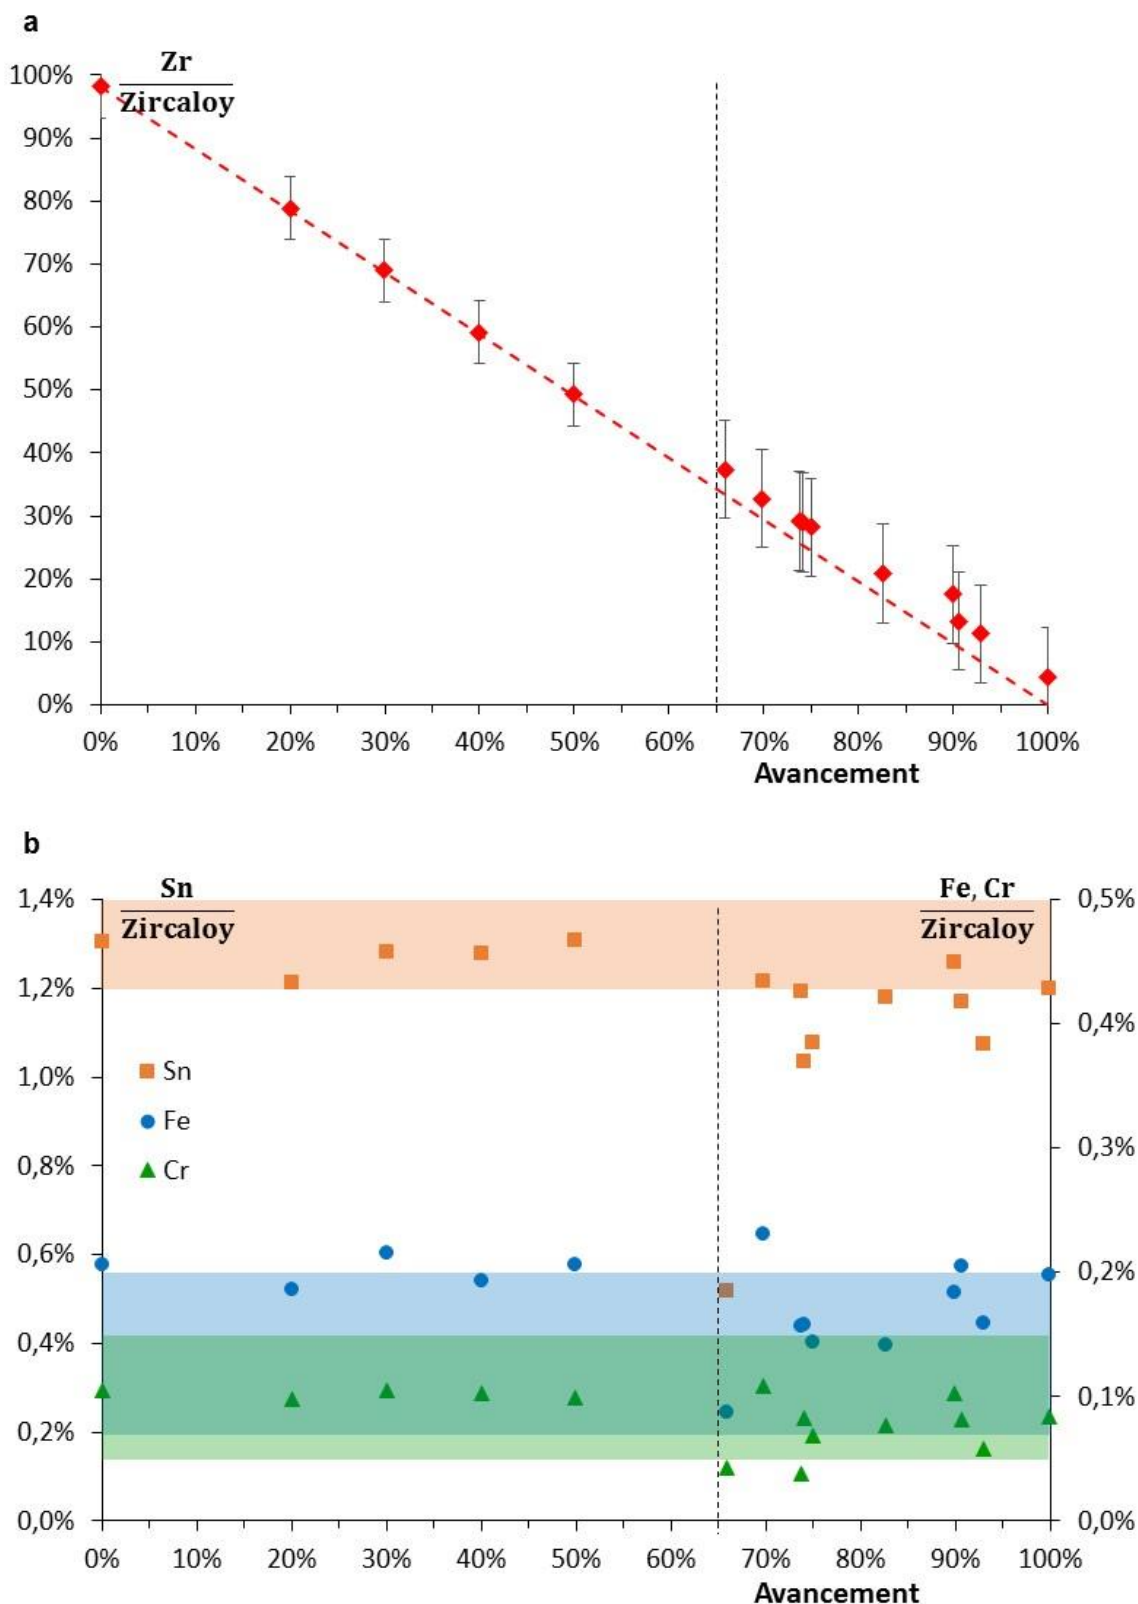 a
Zr
Zircaloy
100%
90%
80%
70%
60%
50%
40%
30%
20%
10%
0%
0% 10% 20% 30% 40% 50% 60% 70% 80% 90% 100%
Avancement
b
Sn
Zircaloy
Fe, Cr
Zircaloy
1,4%
1,2%
1,0%
0,8%
0,6%
0,4%
0,2%
0,0%
Sn
Fe
Cr
0,5%
0,4%
0,3%
0,2%
0,1%
0,0%
0% 10% 20% 30% 40% 50% 60% 70% 80% 90% 100%
Avancement